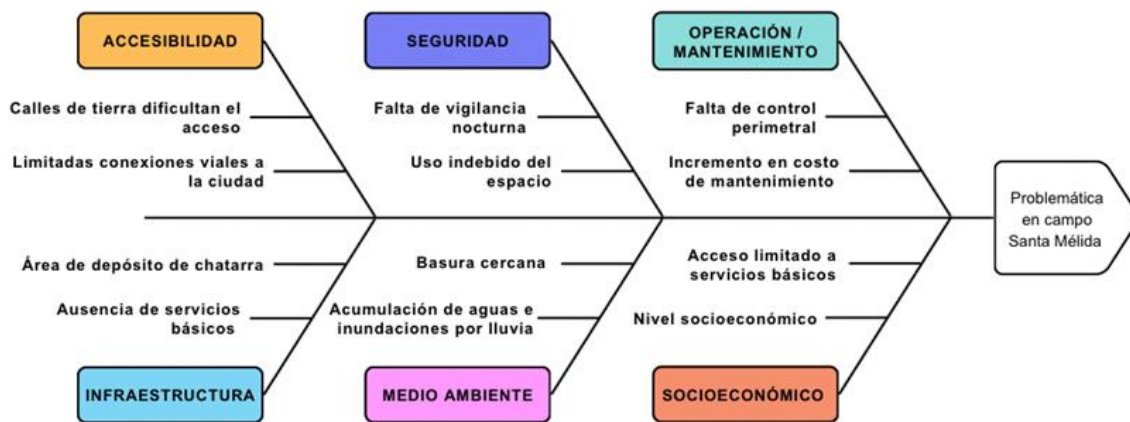 ACCESIBILIDAD
SEGURIDAD
OPERACIÓN /
MANTENIMIENTO
Calles de tierra dificultan el
acceso
Limitadas conexiones viales a
la ciudad
Falta de vigilancia
nocturna
Uso indebido del
espacio
Falta de control
perimetral
Incremento en costo
de mantenimiento
Problemática
en campo
Santa Mélida
Área de depósito de chatarra
Ausencia de servicios
básicos
Basura cercana
Acumulación de aguas e
inundaciones por lluvia
Acceso limitado a
servicios básicos
Nivel socioeconómico
INFRAESTRUCTURA
MEDIO AMBIENTE
SOCIOECONÓMICO